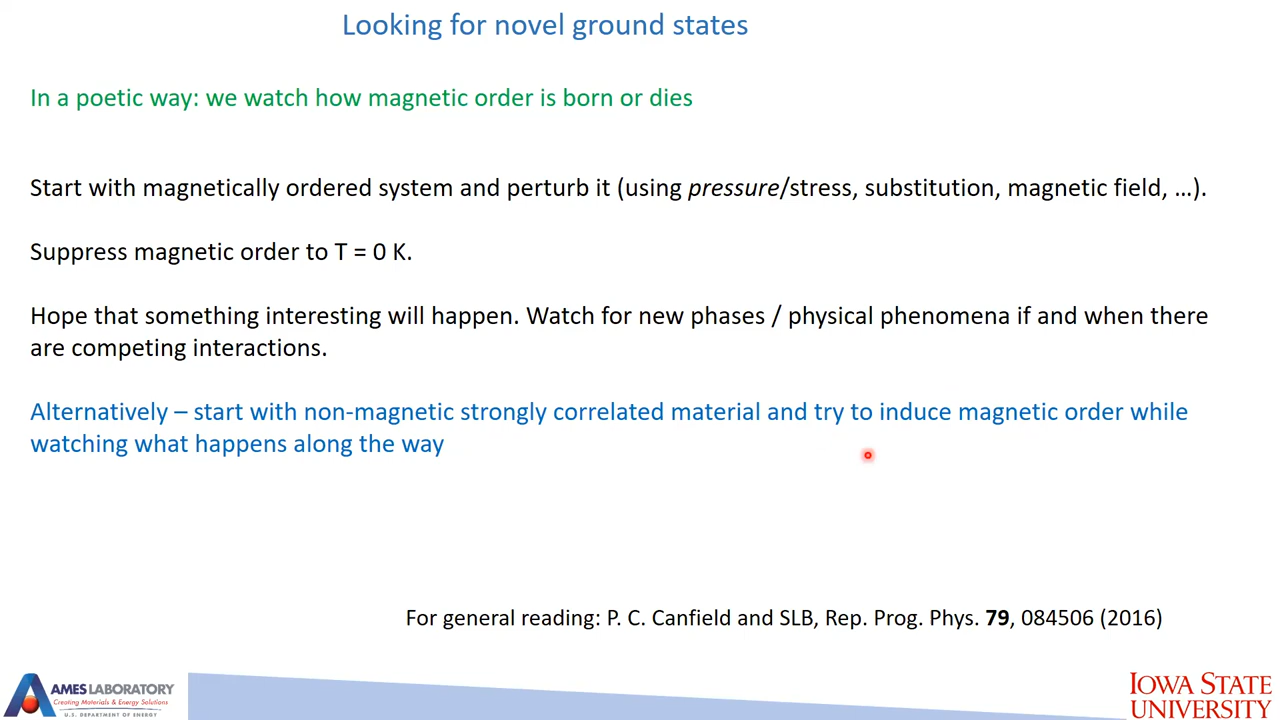 Looking for novel ground states
In a poetic way: we watch how magnetic order is born or dies
Start with magnetically ordered system and perturb it (using pressure/stress, substitution, magnetic field, …).
Suppress magnetic order to T = 0 K.
Hope that something interesting will happen. Watch for new phases / physical phenomena if and when there
are competing interactions.
Alternatively – start with non-magnetic strongly correlated material and try to induce magnetic order while
watching what happens along the way
For general reading: P. C. Canfield and SLB, Rep. Prog. Phys. 79, 084506 (2016)
AMES LABORATORY
Creating Materials & Energy Solutions
U.S. DEPARTMENT OF ENERGY
IOWA STATE
UNIVERSITY